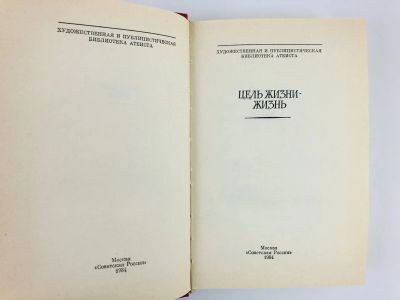 ХУДОЖЕСТВЕННАЯ И ПУБЛИЦИСТИЧЕСКАЯ
БИБЛИОТЕКА АТЕИСТА
Москва
«Советская Россия»
1984
ХУДОЖЕСТВЕННАЯ И ПУБЛИЦИСТИЧЕСКАЯ
БИБЛИОТЕКА АТЕИСТА
ЦЕЛЬ ЖИЗНИ-
ЖИЗНЬ
Москва
«Советская Россия»
1984